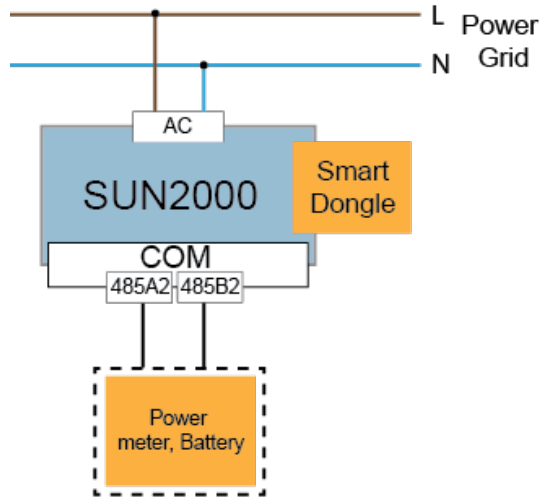 L
Power
Grid
N
AC
SUN2000
Smart
Dongle
COM
485A2
485B2
Power
meter, Battery